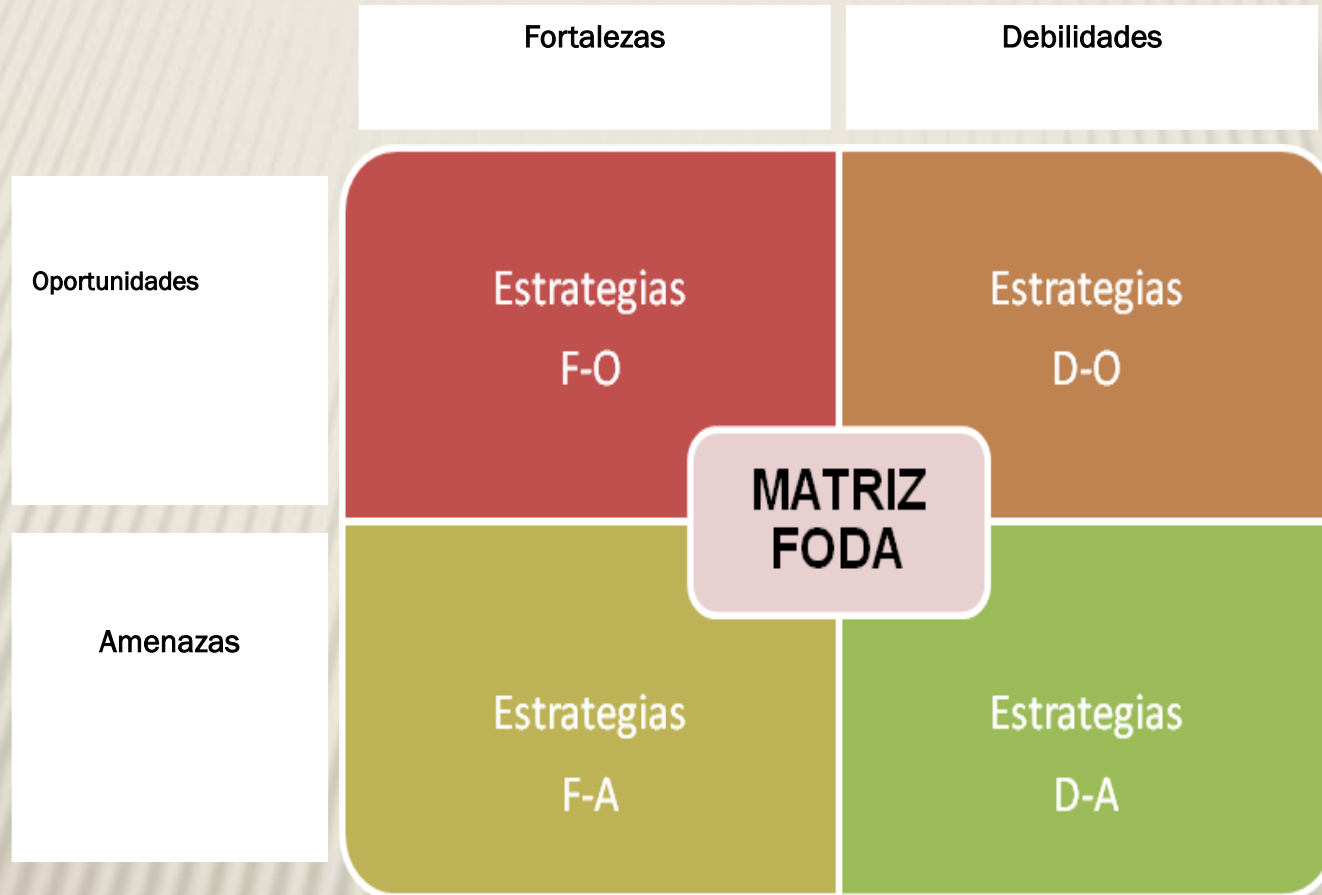 Fortalezas
Debilidades
Oportunidades
Estrategias
F-O
Estrategias
D-O
MATRIZ
FODA
Amenazas
Estrategias
F-A
Estrategias
D-A